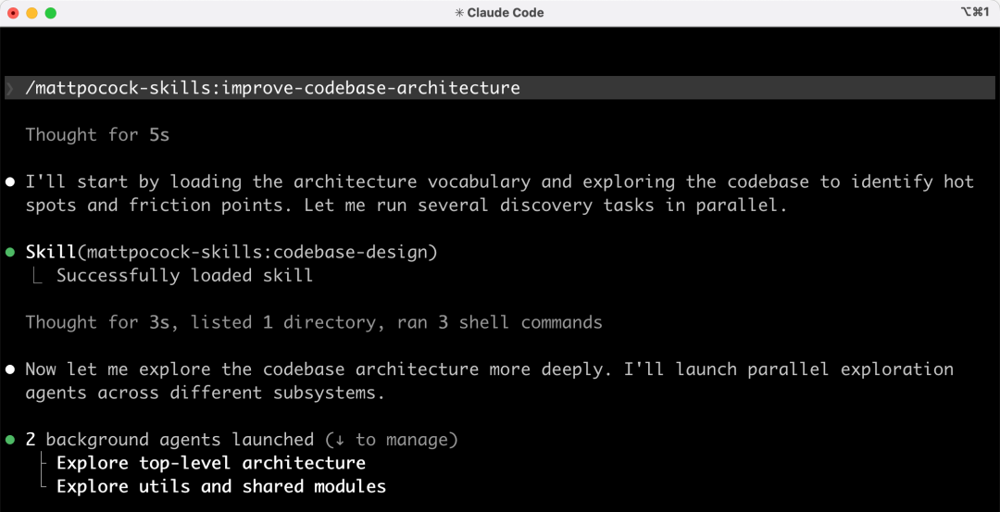 ✳ Claude Code
⌥⌘1
❯ /mattpocock-skills:improve-codebase-architecture
Thought for 5s
● I'll start by loading the architecture vocabulary and exploring the codebase to identify hot
spots and friction points. Let me run several discovery tasks in parallel.
● Skill(mattpocock-skills:codebase-design)
⎿ Successfully loaded skill
Thought for 3s, listed 1 directory, ran 3 shell commands
● Now let me explore the codebase architecture more deeply. I'll launch parallel exploration
agents across different subsystems.
● 2 background agents launched (↓ to manage)
├ Explore top-level architecture
└ Explore utils and shared modules